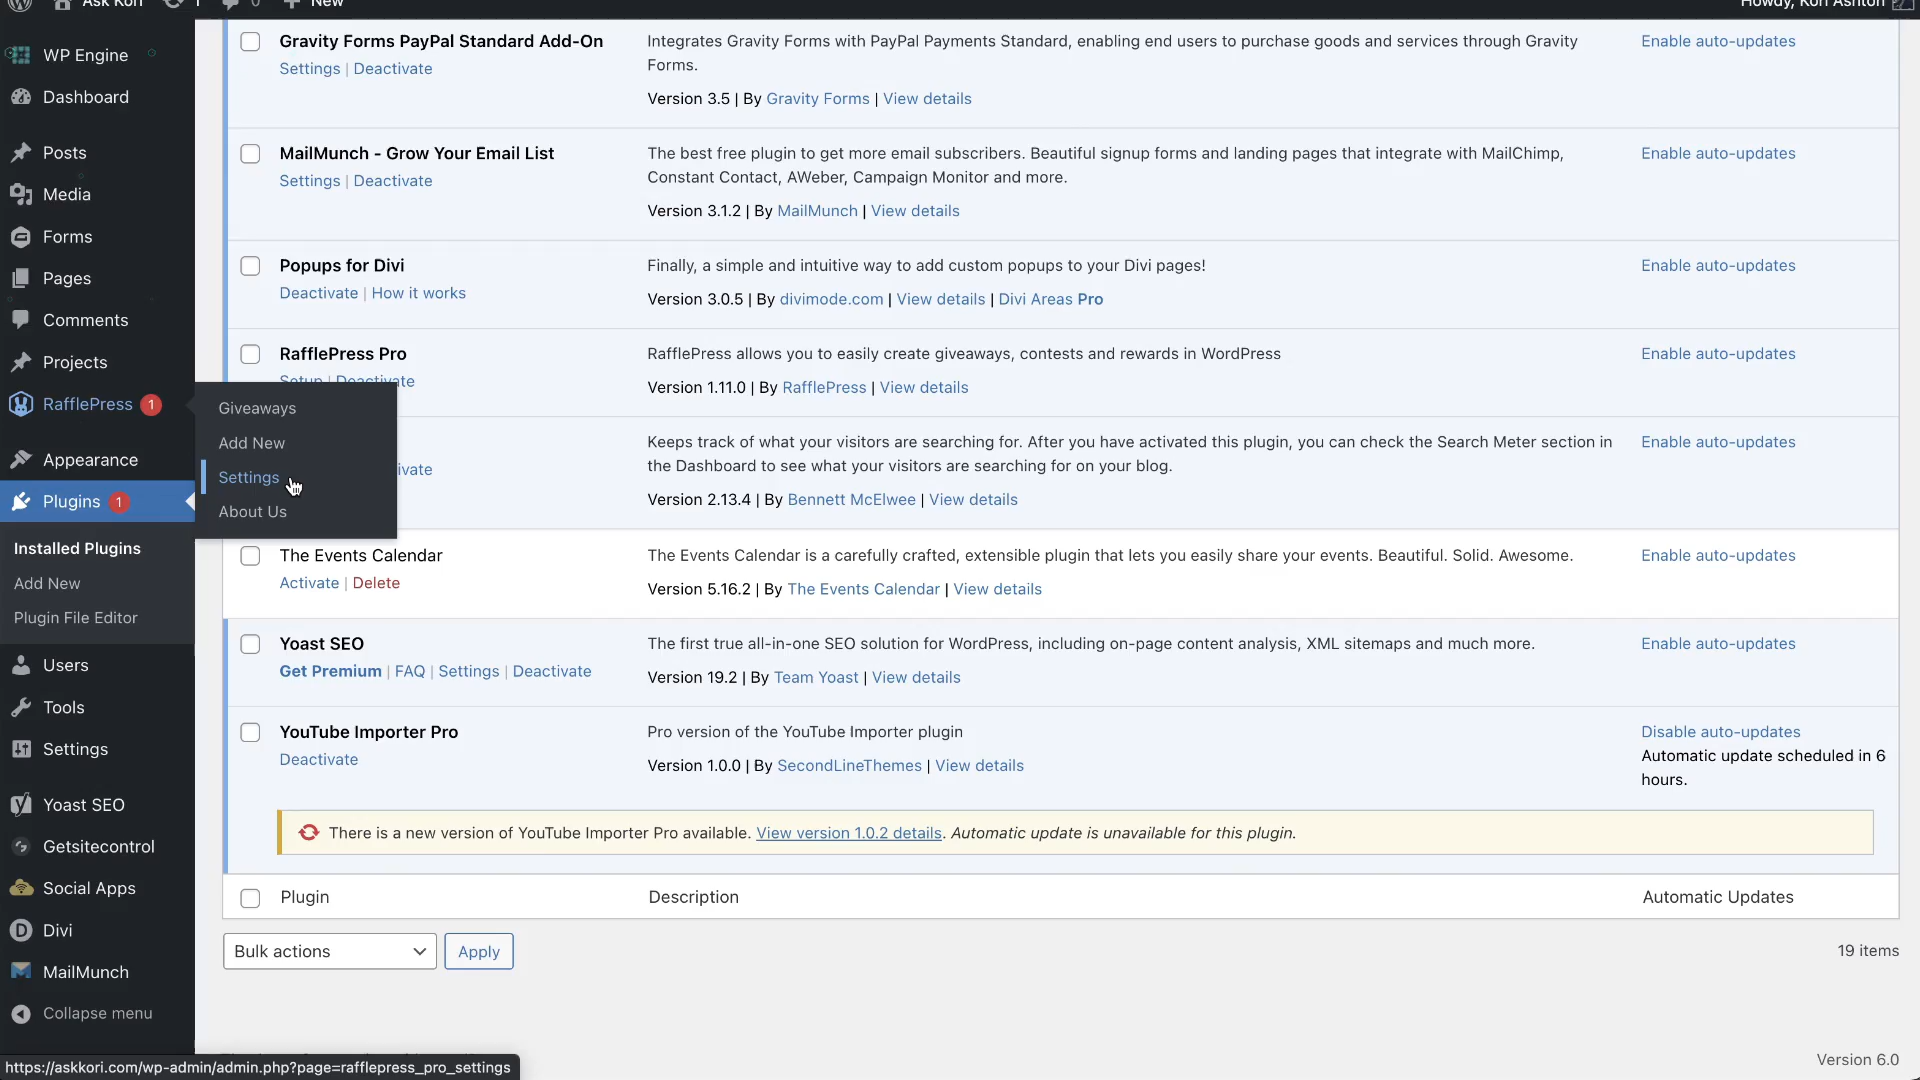 Ask Kori 1 0 New Howdy, Kori Ashton
WP Engine
Dashboard
Posts
Media
Forms
Pages
Comments
Projects
RafflePress 1
Giveaways
Add New
Settings
About Us
Appearance
Plugins 1
Installed Plugins
Add New
Plugin File Editor
Users
Tools
Settings
Yoast SEO
Getsitecontrol
Social Apps
Divi
MailMunch
Collapse menu
Gravity Forms PayPal Standard Add-On
Settings | Deactivate
Integrates Gravity Forms with PayPal Payments Standard, enabling end users to purchase goods and services through Gravity
Forms.
Version 3.5 | By Gravity Forms | View details
Enable auto-updates
MailMunch - Grow Your Email List
Settings | Deactivate
The best free plugin to get more email subscribers. Beautiful signup forms and landing pages that integrate with MailChimp,
Constant Contact, AWeber, Campaign Monitor and more.
Version 3.1.2 | By MailMunch | View details
Enable auto-updates
Popups for Divi
Deactivate | How it works
Finally, a simple and intuitive way to add custom popups to your Divi pages!
Version 3.0.5 | By divimode.com | View details | Divi Areas Pro
Enable auto-updates
RafflePress Pro
Setup | Deactivate
RafflePress allows you to easily create giveaways, contests and rewards in WordPress
Version 1.11.0 | By RafflePress | View details
Enable auto-updates
ivate
Keeps track of what your visitors are searching for. After you have activated this plugin, you can check the Search Meter section in
the Dashboard to see what your visitors are searching for on your blog.
Version 2.13.4 | By Bennett McElwee | View details
Enable auto-updates
The Events Calendar
Activate | Delete
The Events Calendar is a carefully crafted, extensible plugin that lets you easily share your events. Beautiful. Solid. Awesome.
Version 5.16.2 | By The Events Calendar | View details
Enable auto-updates
Yoast SEO
Get Premium | FAQ | Settings | Deactivate
The first true all-in-one SEO solution for WordPress, including on-page content analysis, XML sitemaps and much more.
Version 19.2 | By Team Yoast | View details
Enable auto-updates
YouTube Importer Pro
Deactivate
Pro version of the YouTube Importer plugin
Version 1.0.0 | By SecondLineThemes | View details
Disable auto-updates
Automatic update scheduled in 6
hours.
There is a new version of YouTube Importer Pro available. View version 1.0.2 details. Automatic update is unavailable for this plugin.
Plugin Description Automatic Updates
Bulk actions Apply 19 items
Version 6.0
https://askkori.com/wp-admin/admin.php?page=rafflepress_pro_settings